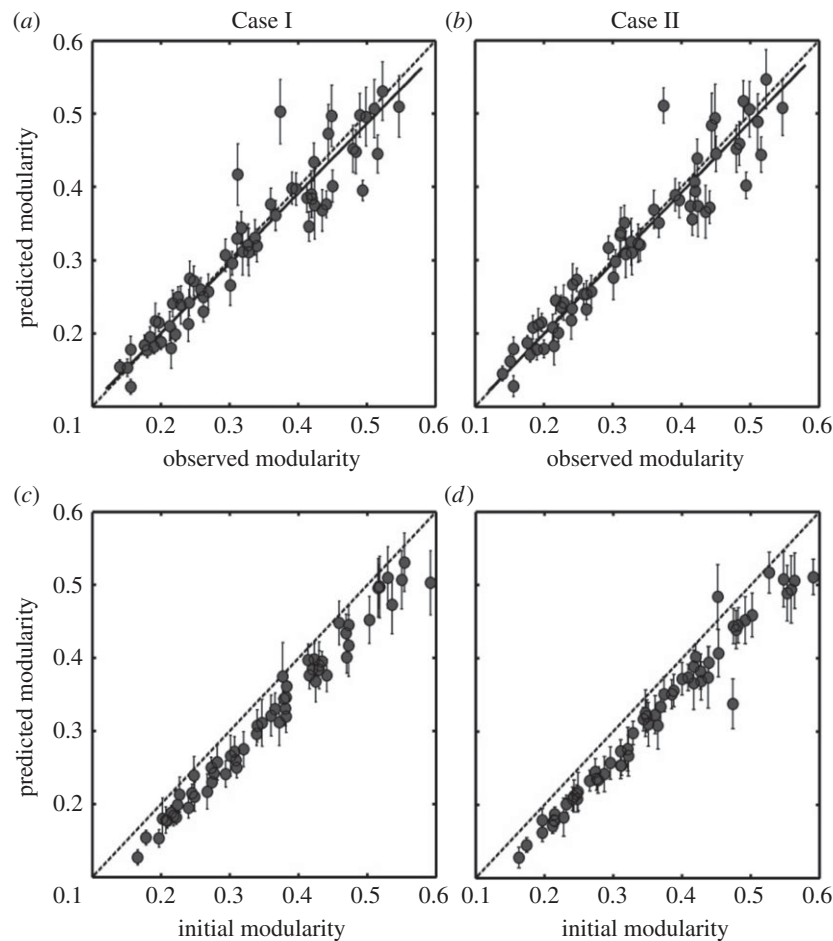 (a) Case I
0.6
0.5
0.4
0.3
0.2
0.1 0.2 0.3 0.4 0.5 0.6
predicted modularity
observed modularity
(b) Case II
0.1 0.2 0.3 0.4 0.5 0.6
observed modularity
(c)
0.6
0.5
0.4
0.3
0.2
0.1 0.2 0.3 0.4 0.5 0.6
predicted modularity
initial modularity
(d)
0.1 0.2 0.3 0.4 0.5 0.6
initial modularity